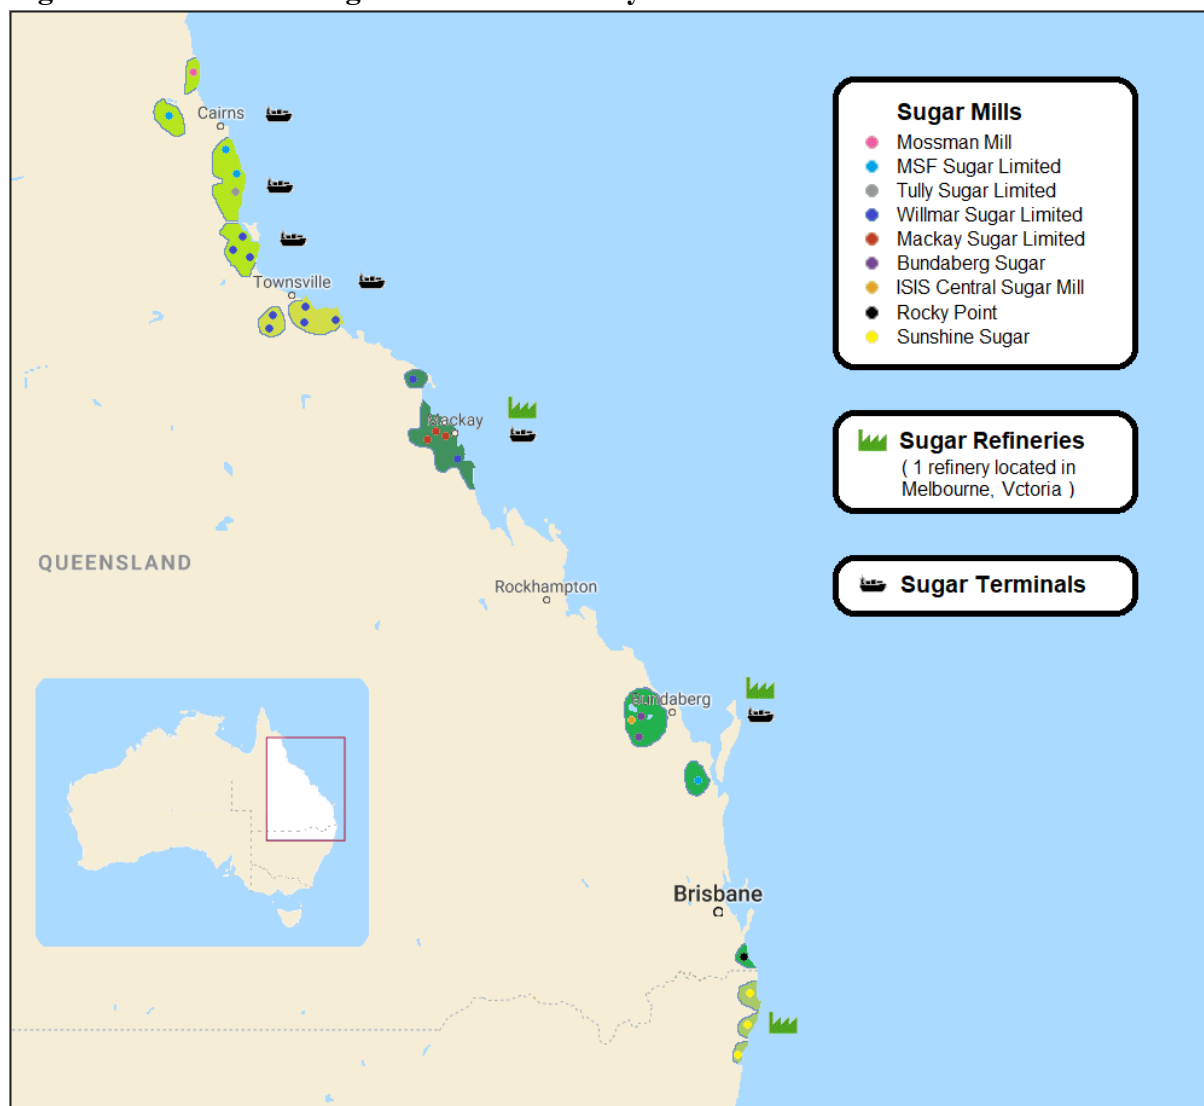 Cairns
Townsville
Mackay
QUEENSLAND
Rockhampton
Bundaberg
Brisbane
Sugar Mills
Mossman Mill
MSF Sugar Limited
Tully Sugar Limited
Willmar Sugar Limited
Mackay Sugar Limited
Bundaberg Sugar
ISIS Central Sugar Mill
Rocky Point
Sunshine Sugar
Sugar Refineries
( 1 refinery located in
Melbourne, Vctoria )
Sugar Terminals